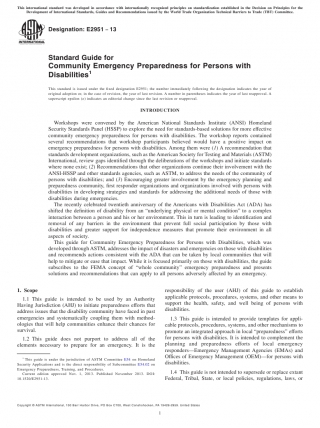 This international standard was developed in accordance with internationally recognized principles on standardization established in the Decision on Principles for the
Development of International Standards, Guides and Recommendations issued by the World Trade Organization Technical Barriers to Trade (TBT) Committee.
Designation: E2951 − 13
Standard Guide for
Community Emergency Preparedness for Persons with
Disabilities1
This standard is issued under the fixed designation E2951; the number immediately following the designation indicates the year of
original adoption or, in the case of revision, the year of last revision. A number in parentheses indicates the year of last reapproval. A
superscript epsilon (ε) indicates an editorial change since the last revision or reapproval.
INTRODUCTION
Workshops were convened by the American National Standards Institute (ANSI) Homeland
Security Standards Panel (HSSP) to explore the need for standards-based solutions for more effective
community emergency preparedness for persons with disabilities. The workshop reports contained
several recommendations that workshop participants believed would have a positive impact on
emergency preparedness for persons with disabilities. Among them were (1) A recommendation that
standards development organizations, such as the American Society for Testing and Materials (ASTM)
International, review gaps identified through the deliberations of the workshops and initiate standards
where none exist; (2) Recommendations that other organizations continue their involvement with the
ANSI-HSSP and other standards agencies, such as ASTM, to address the needs of the community of
persons with disabilities; and (3) Encouraging greater involvement by the emergency planning and
preparedness community, first responder organizations and organizations involved with persons with
disabilities in developing strategies and standards for addressing the additional needs of those with
disabilities during emergencies.
The recently celebrated twentieth anniversary of the Americans with Disabilities Act (ADA) has
shifted the definition of disability from an “underlying physical or mental condition” to a complex
interaction between a person and his or her environment. This in turn is leading to identification and
removal of any barriers in the environment that prevent full social participation by those with
disabilities and greater support for independent measures that promote their environment in all
aspects of society.
This guide for Community Emergency Preparedness for Persons with Disabilities, which was
developed through ASTM, addresses the impact of disasters and emergencies on those with disabilities
and recommends actions consistent with the ADA that can be taken by local communities that will
help to mitigate or ease that impact. While it is focused primarily on those with disabilities, the guide
subscribes to the FEMA concept of “whole community” emergency preparedness and presents
solutions and recommendations that can apply to all persons adversely affected by an emergency.
1. Scope
1.1 This guide is intended to be used by an Authority
Having Jurisdiction (AHJ) to initiate preparedness efforts that
address issues that the disability community have faced in past
emergencies and systematically coupling them with method-
ologies that will help communities enhance their chances for
survival.
1.2 This guide does not purport to address all of the
elements necessary to prepare for an emergency. It is the
1 This guide is under the jurisdiction of ASTM Committee E54 on Homeland
Security Applications and is the direct responsibility of Subcommittee E54.02 on
Emergency Preparedness, Training, and Procedures.
Current edition approved Nov. 1, 2013. Published November 2013. DOI:
10.1520/E2951-13.
responsibility of the user (AHJ) of this guide to establish
applicable protocols, procedures, systems, and other means to
support the health, safety, and well being of persons with
disabilities.
1.3 This guide is intended to provide templates for appli-
cable protocols, procedures, systems, and other mechanisms to
promote an integrated approach in local “preparedness” efforts
for persons with disabilities. It is intended to complement the
planning and preparedness efforts of local emergency
responders—Emergency Management Agencies (EMAs) and
Offices of Emergency Management (OEM)—for persons with
disabilities.
1.4 This guide is not intended to supersede or replace extent
Federal, Tribal, State, or local policies, regulations, laws, or
Copyright © ASTM International, 100 Barr Harbor Drive, PO Box C700, West Conshohocken, PA 19428-2959. United States
1